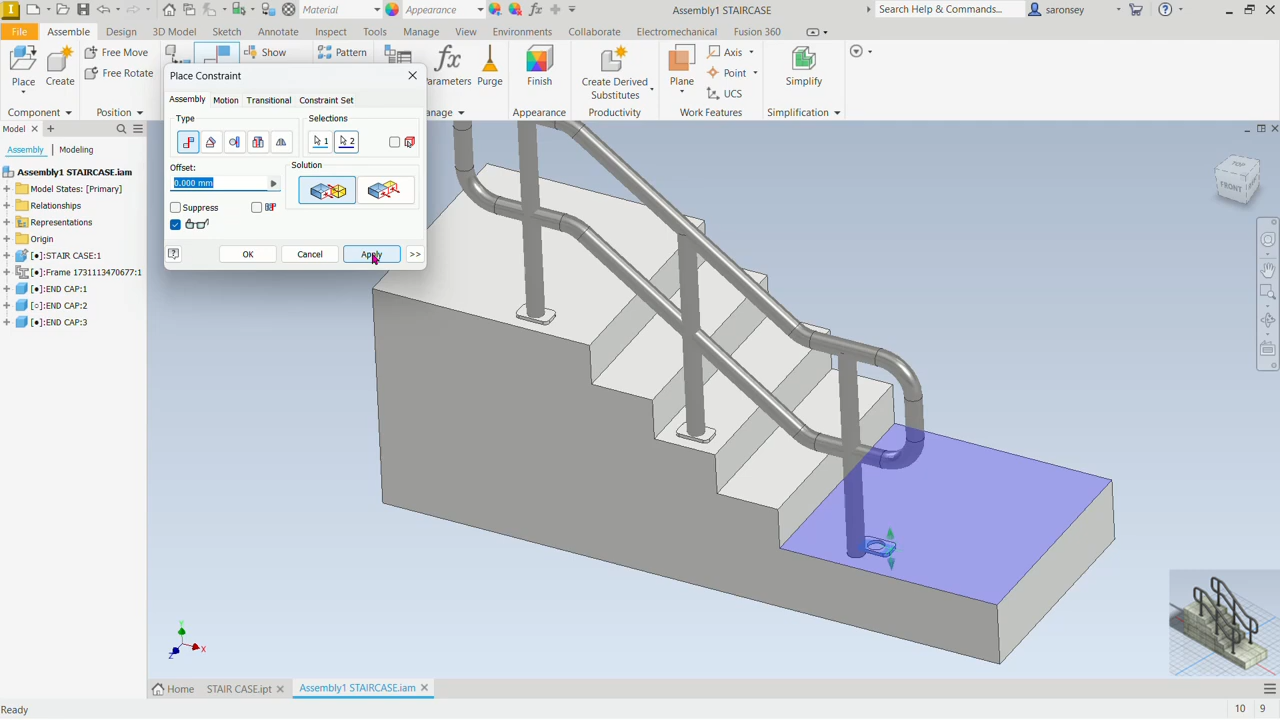 Material
Appearance
Assembly1 STAIRCASE
Search Help & Commands...
saronsey
File
Assemble
Design
3D Model
Sketch
Annotate
Inspect
Tools
Manage
View
Environments
Collaborate
Electromechanical
Fusion 360
Place
Create
Free Move
Free Rotate
Show
Pattern
Parameters
Purge
Finish
Create Derived
Substitutes
Plane
Axis
Point
UCS
Simplify
Component
Position
Appearance
Productivity
Work Features
Simplification
Place Constraint
Assembly
Motion
Transitional
Constraint Set
Type
Selections
1
2
Offset:
0.000 mm
Solution
Suppress
OK
Cancel
Apply
>>
Model
Assembly
Modeling
Assembly1 STAIRCASE.iam
Model States: [Primary]
Relationships
Representations
Origin
[●]:STAIR CASE:1
[●]:Frame 1731113470677:1
[●]:END CAP:1
[○]:END CAP:2
[●]:END CAP:3
TOP
FRONT
Y
X
Z
Home
STAIR CASE.ipt
Assembly1 STAIRCASE.iam
Ready
10
9